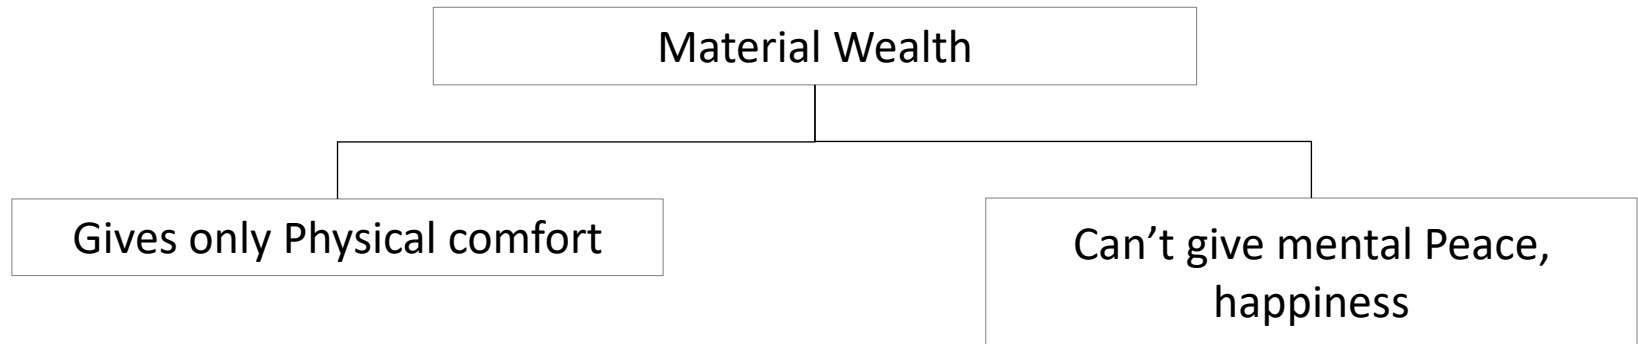 Material Wealth
Gives only Physical comfort
Can’t give mental Peace,
happiness